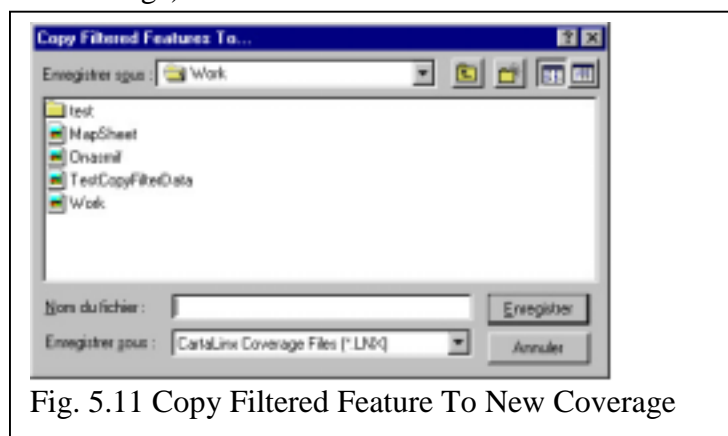 Copy Filtered Features To...
Enregistrer sous : Work
test
MapSheet
Onasmif
TestCopyFilterData
Work
Nom du fichier :
Enregistrer
Enregistrer sous : CartaLinx Coverage Files (*.LNX)
Annuler
Fig. 5.11 Copy Filtered Feature To New Coverage